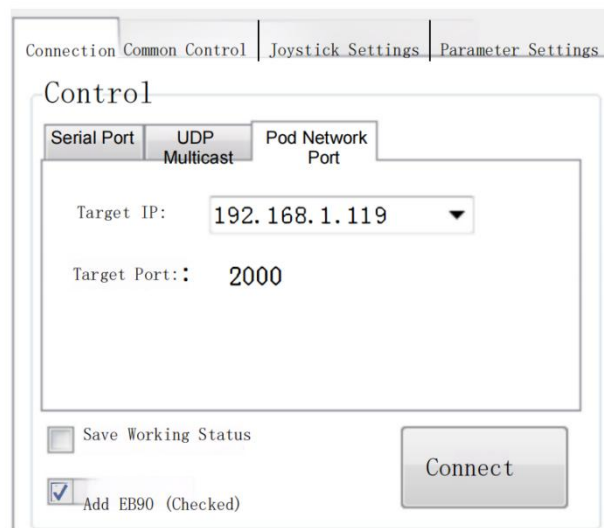 Connection Common Control Joystick Settings Parameter Settings
Control
Serial Port UDP Multicast Pod Network Port
Target IP: 192.168.1.119
Target Port:: 2000
Save Working Status
Connect
Add EB90 (Checked)